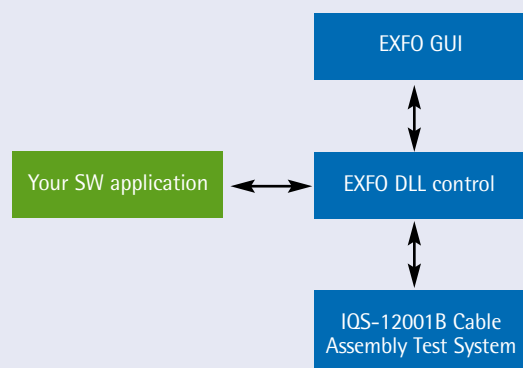 EXFO GUI
Your SW application
EXFO DLL control
IQS-12001B Cable
Assembly Test System